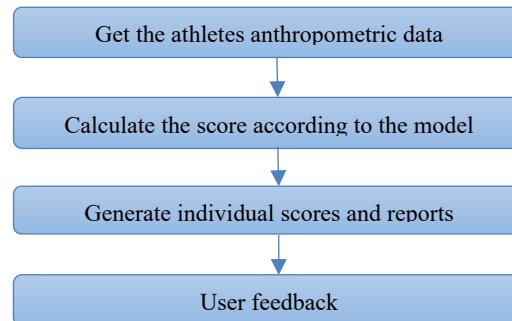 Get the athletes anthropometric data
Calculate the score according to the model
Generate individual scores and reports
User feedback